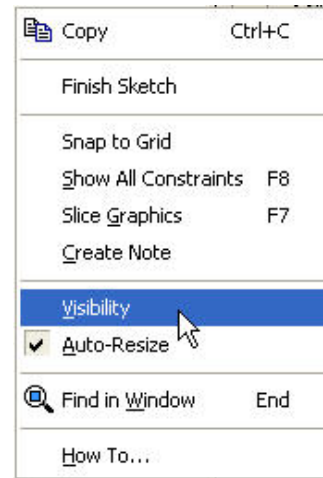 Copy Ctrl+C
Finish Sketch
Snap to Grid
Show All Constraints F8
Slice Graphics F7
Create Note
Visibility
Auto-Resize
Find in Window End
How To...